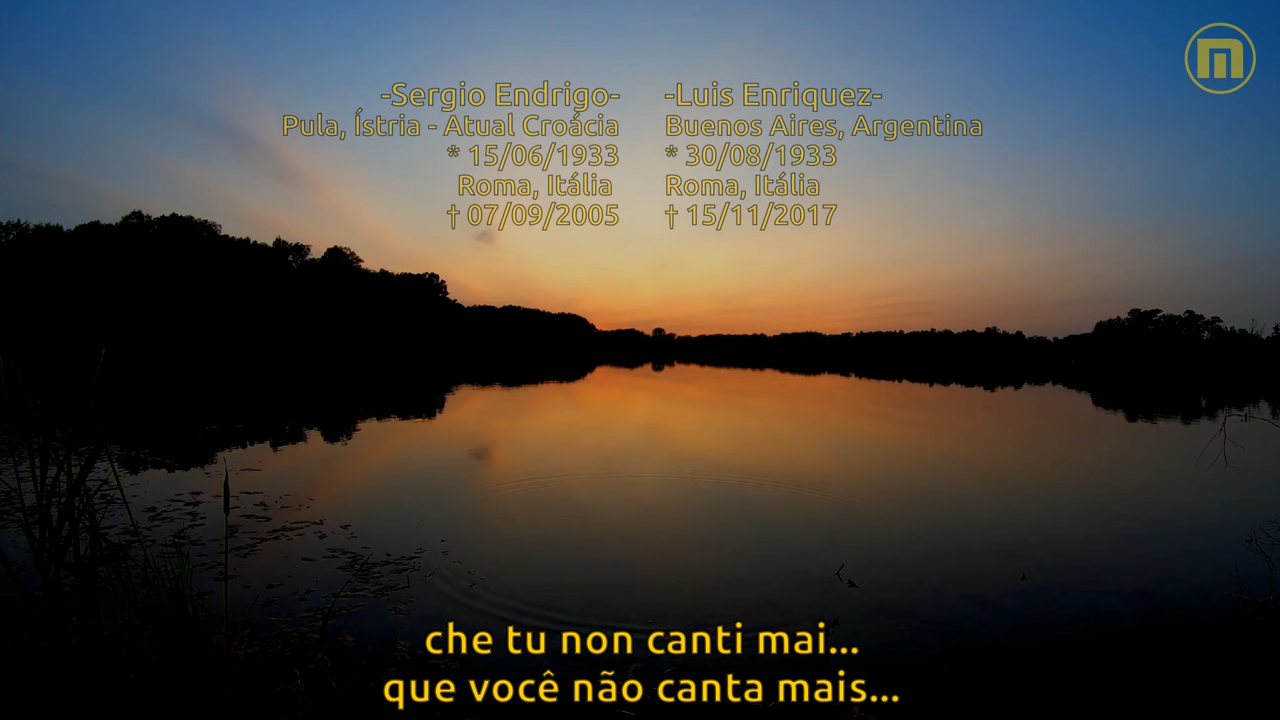 -Sergio Endrigo-
Pula, Ístria - Atual Croácia
* 15/06/1933
Roma, Itália
† 07/09/2005
-Luis Enriquez-
Buenos Aires, Argentina
* 30/08/1933
Roma, Itália
† 15/11/2017
che tu non canti mai...
que você não canta mais...